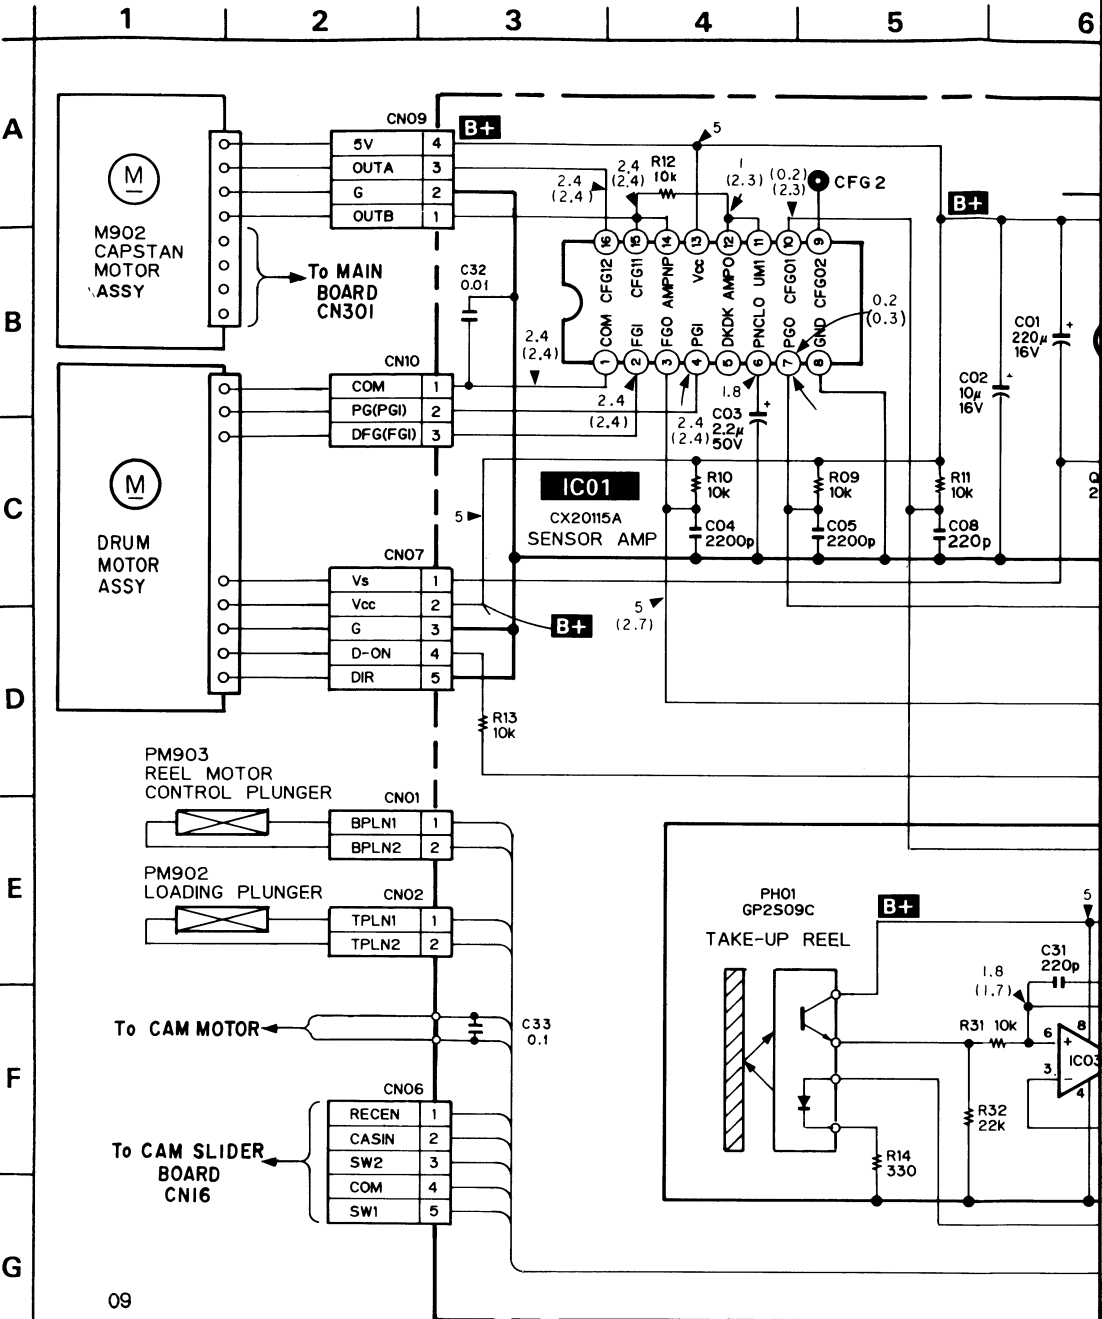 1 2 3 4 5 6
A
B
C
D
E
F
G
CN09
5V 4
OUTA 3
G 2
OUTB 1
B+
M
M902
CAPSTAN
MOTOR
ASSY
To MAIN
BOARD
CN301
C32
0.01
2.4
(2.4)
2.4
(2.4)
R12
10k
1
(2.3)
5
(0.2)
(2.3)
CFG2
B+
16 15 14 13 12 11 10 9
COM CFG12
FGI CFG11
FGO AMPNP
PGI Vcc
DKDK AMPO
PNCLO UM1
PGO CFGO1
GND CFGO2
1 2 3 4 5 6 7 8
0.2
(0.3)
2.4
(2.4)
2.4
(2.4)
2.4
(2.4)
1.8
C03
2.2µ
50V
C01
220µ
16V
C02
10µ
16V
CN10
COM 1
PG(PGI) 2
DFG(FGI) 3
M
DRUM
MOTOR
ASSY
IC01
CX20115A
SENSOR AMP
5
R10
10k
C04
2200p
R09
10k
C05
2200p
R11
10k
C08
220p
Q
2
CN07
Vs 1
Vcc 2
G 3
D-ON 4
DIR 5
B+
5
(2.7)
R13
10k
PM903
REEL MOTOR
CONTROL PLUNGER
CN01
BPLN1 1
BPLN2 2
PM902
LOADING PLUNGER
CN02
TPLN1 1
TPLN2 2
To CAM MOTOR
C33
0.1
CN06
RECEN 1
CASIN 2
SW2 3
COM 4
SW1 5
To CAM SLIDER
BOARD
CN16
PH01
GP2S09C
TAKE-UP REEL
B+
5
C31
220p
1.8
(1.7)
R31 10k
6
+
8
IC03
3
-
4
R32
22k
R14
330
09